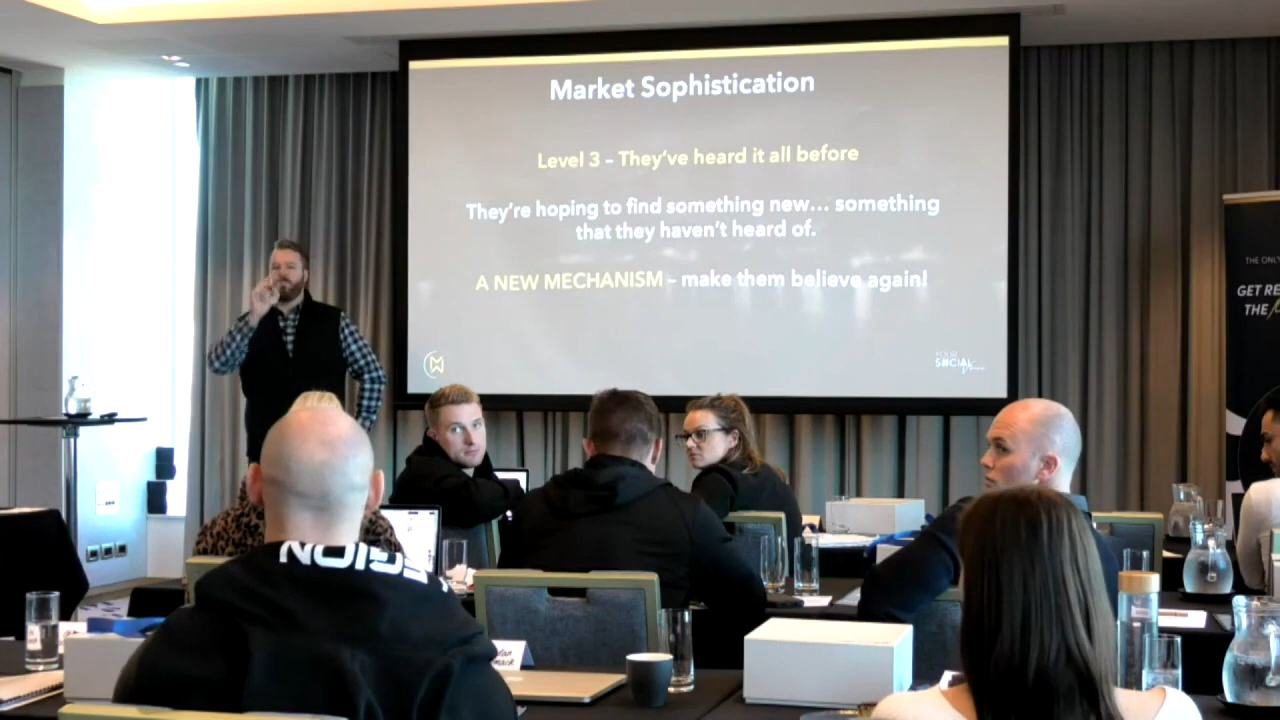 Market Sophistication
Level 3 – They've heard it all before
They're hoping to find something new... something
that they haven't heard of.
A NEW MECHANISM – make them believe again!
SOCIAL
THE ONL
GET RE
THE
NOIS